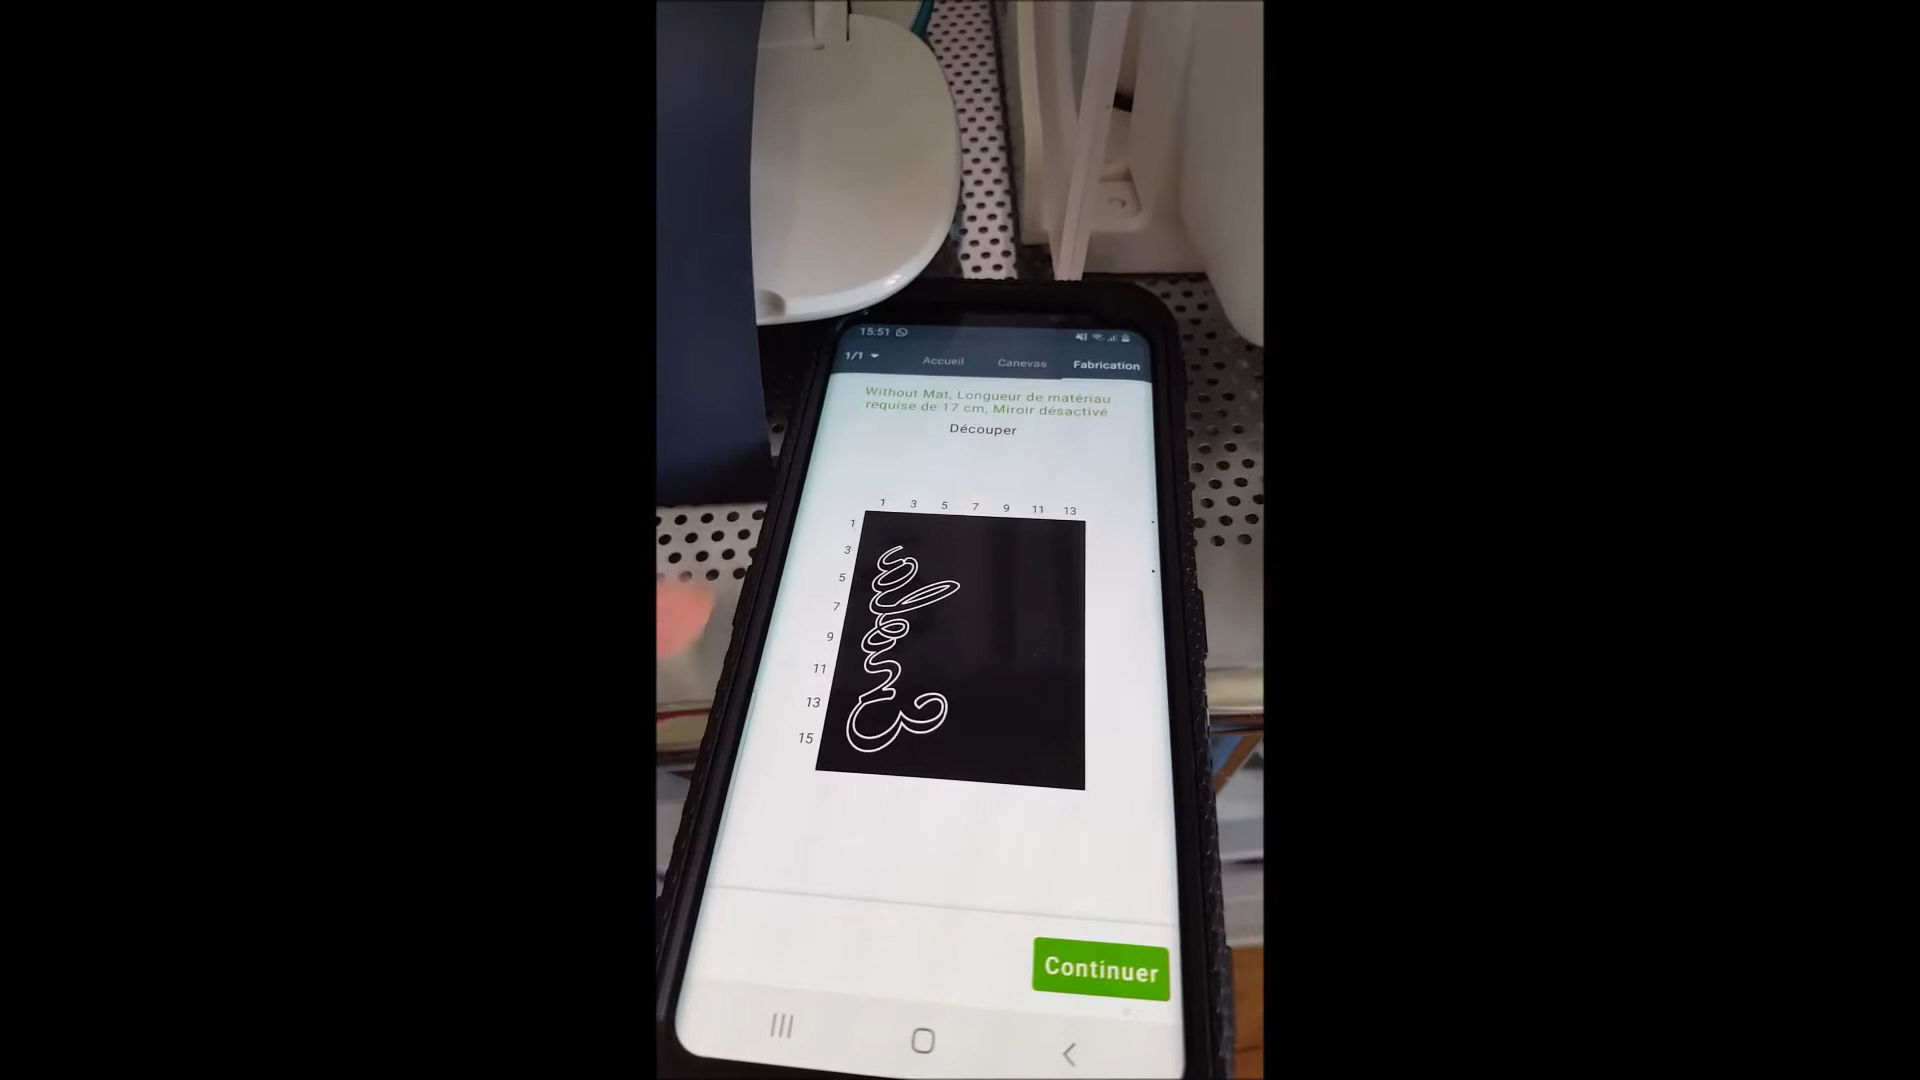 15:51
1/1 Accueil Canevas Fabrication
Without Mat, Longueur de matériau
requise de 17 cm, Miroir désactivé
Découper
1 3 5 7 9 11 13
1
3
5
7
9
11
13
15
Continuer